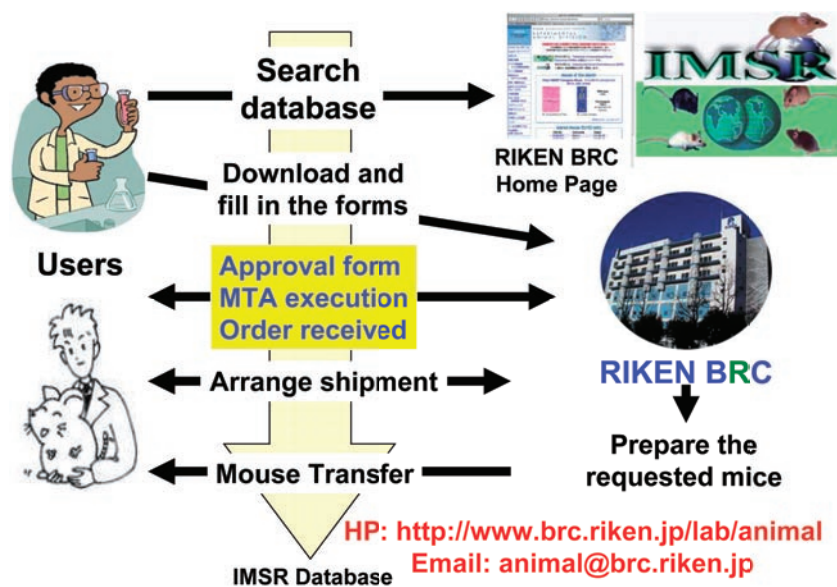 Search
database
IMSR
RIKEN BRC
Home Page
Download and
fill in the forms
Users
Approval form
MTA execution
Order received
Arrange shipment
RIKEN BRC
Prepare the
requested mice
Mouse Transfer
HP: http://www.brc.riken.jp/lab/animal
Email: animal@brc.riken.jp
IMSR Database